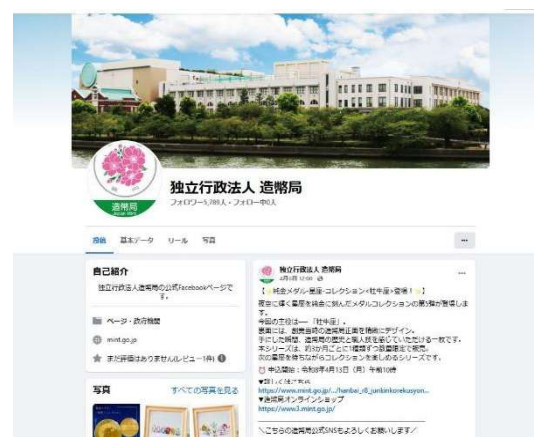 造幣局
独立行政法人 造幣局
フォロワー5,789人・フォロー中0人
投稿 基本データ リール 写真
自己紹介
独立行政法人造幣局の公式Facebookページです。
ページ・政府機関
mint.go.jp
まだ評価はありません(レビュー1件)
写真 すべての写真を見る
独立行政法人 造幣局
【純金メダル・星座コレクション<牡牛座>登場!】
夜空に輝く星座を純金に刻んだメダルコレクションの第5弾が登場します。
今回の主役は──「牡牛座」。
裏面には、創業当時の造幣局正面を精緻にデザイン。
手にした瞬間、造幣局の歴史と職人技を感じていただける一枚です。
本シリーズは、約3か月ごとに1種類ずつ数量限定で販売。
次の星座を待ちながらコレクションを楽しめるシリーズです。
申込開始:令和8年4月13日(月)午前10時
▼詳しくはこちら
https://www.mint.go.jp/.../hanbai_r8_junkinkorekusyon...
▼造幣局オンラインショップ
https://www3.mint.go.jp/
＼こちらの造幣局公式SNSもよろしくお願いします／